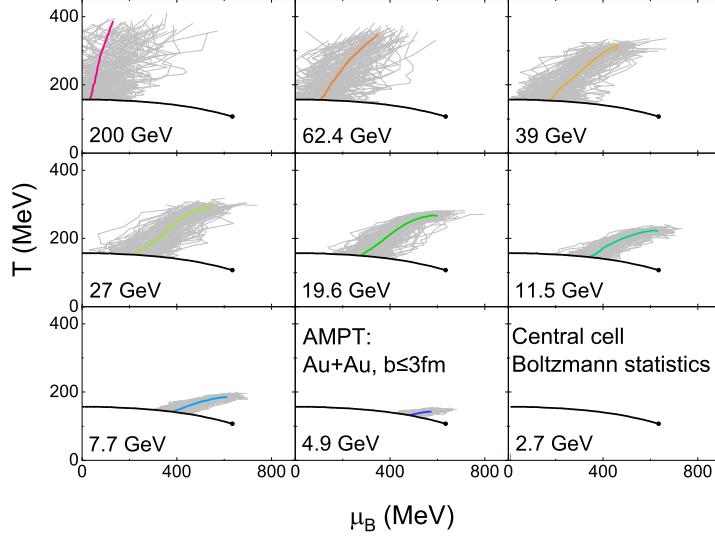 400
200
0
200 GeV
62.4 GeV
39 GeV
T (MeV)
400
200
0
27 GeV
19.6 GeV
11.5 GeV
400
200
0
7.7 GeV
AMPT:
Au+Au, b≤3fm
4.9 GeV
Central cell
Boltzmann statistics
2.7 GeV
0 400 800 0 400 800 0 400 800
μB (MeV)